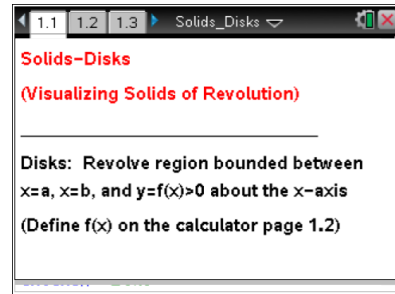 1.1 1.2 1.3 Solids_Disks
Solids-Disks
(Visualizing Solids of Revolution)
Disks: Revolve region bounded between
x=a, x=b, and y=f(x)>0 about the x-axis
(Define f(x) on the calculator page 1.2)